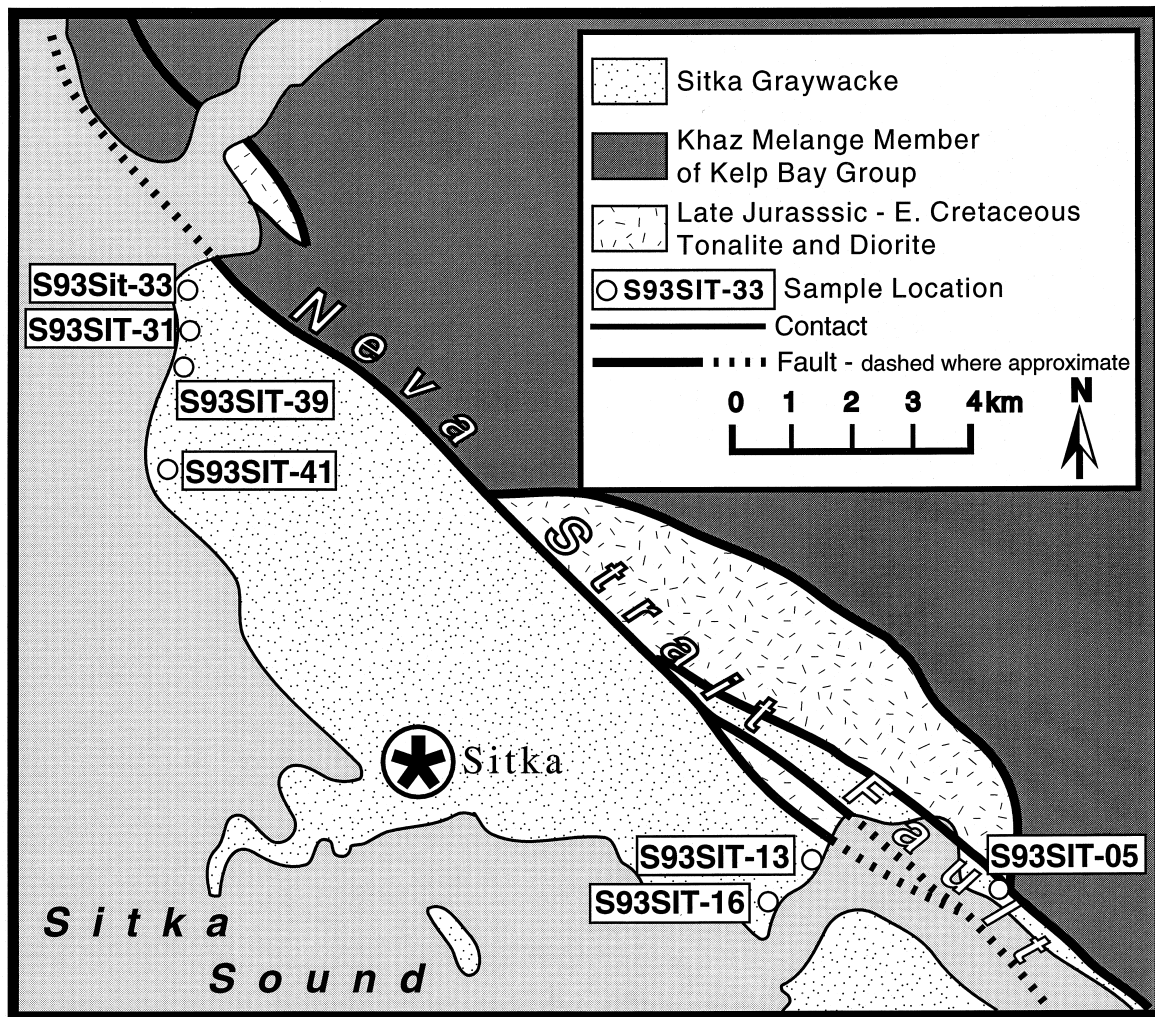 Sitka Graywacke
Khaz Melange Member
of Kelp Bay Group
Late Jurasssic - E. Cretaceous
Tonalite and Diorite
S93SIT-33 Sample Location
Contact
Fault - dashed where approximate
0 1 2 3 4 km
N
S93Sit-33
S93SIT-31
S93SIT-39
S93SIT-41
Neva Strait Fault
Sitka
S93SIT-13
S93SIT-05
S93SIT-16
Sitka
Sound